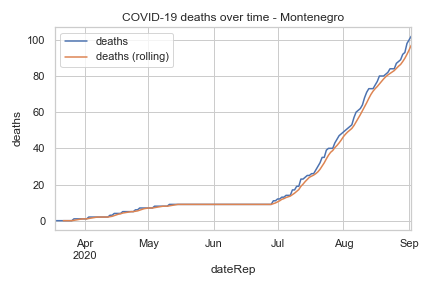 COVID-19 deaths over time - Montenegro
deaths
deaths (rolling)
deaths
100
80
60
40
20
0
Apr
2020
May
Jun
Jul
Aug
Sep
dateRep